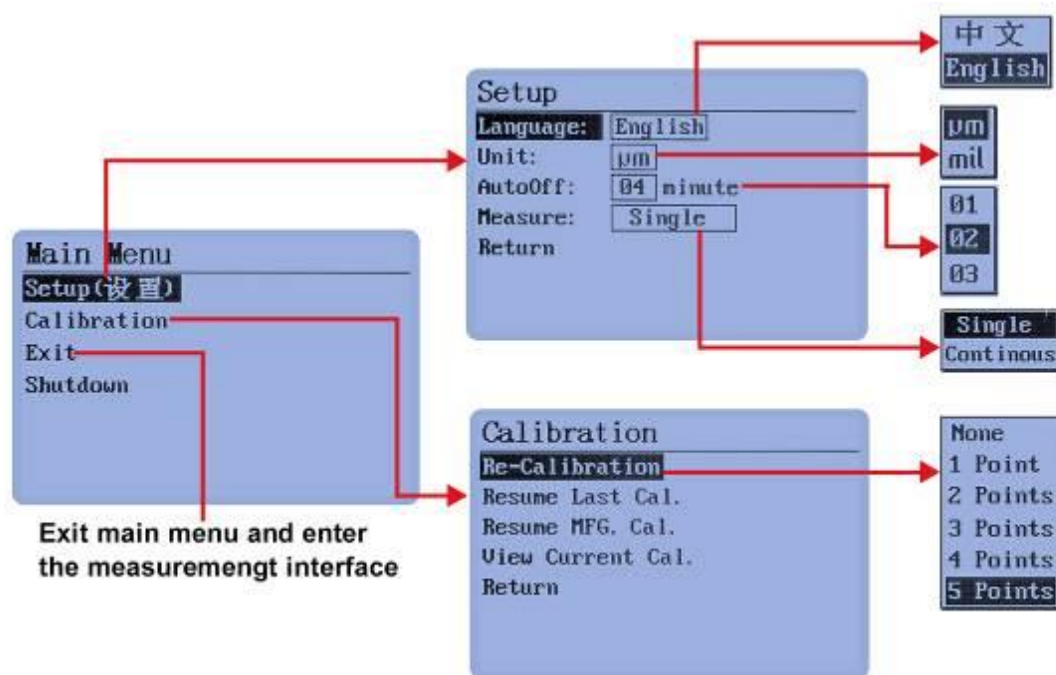 Main Menu
Setup(设置)
Calibration
Exit
Shutdown
Exit main menu and enter
the measuremengt interface
Setup
Language: English
Unit: µm
AutoOff: 04 minute
Measure: Single
Return
中文
English
µm
mil
01
02
03
Single
Continous
Calibration
Re-Calibration
Resume Last Cal.
Resume MFG. Cal.
View Current Cal.
Return
None
1 Point
2 Points
3 Points
4 Points
5 Points